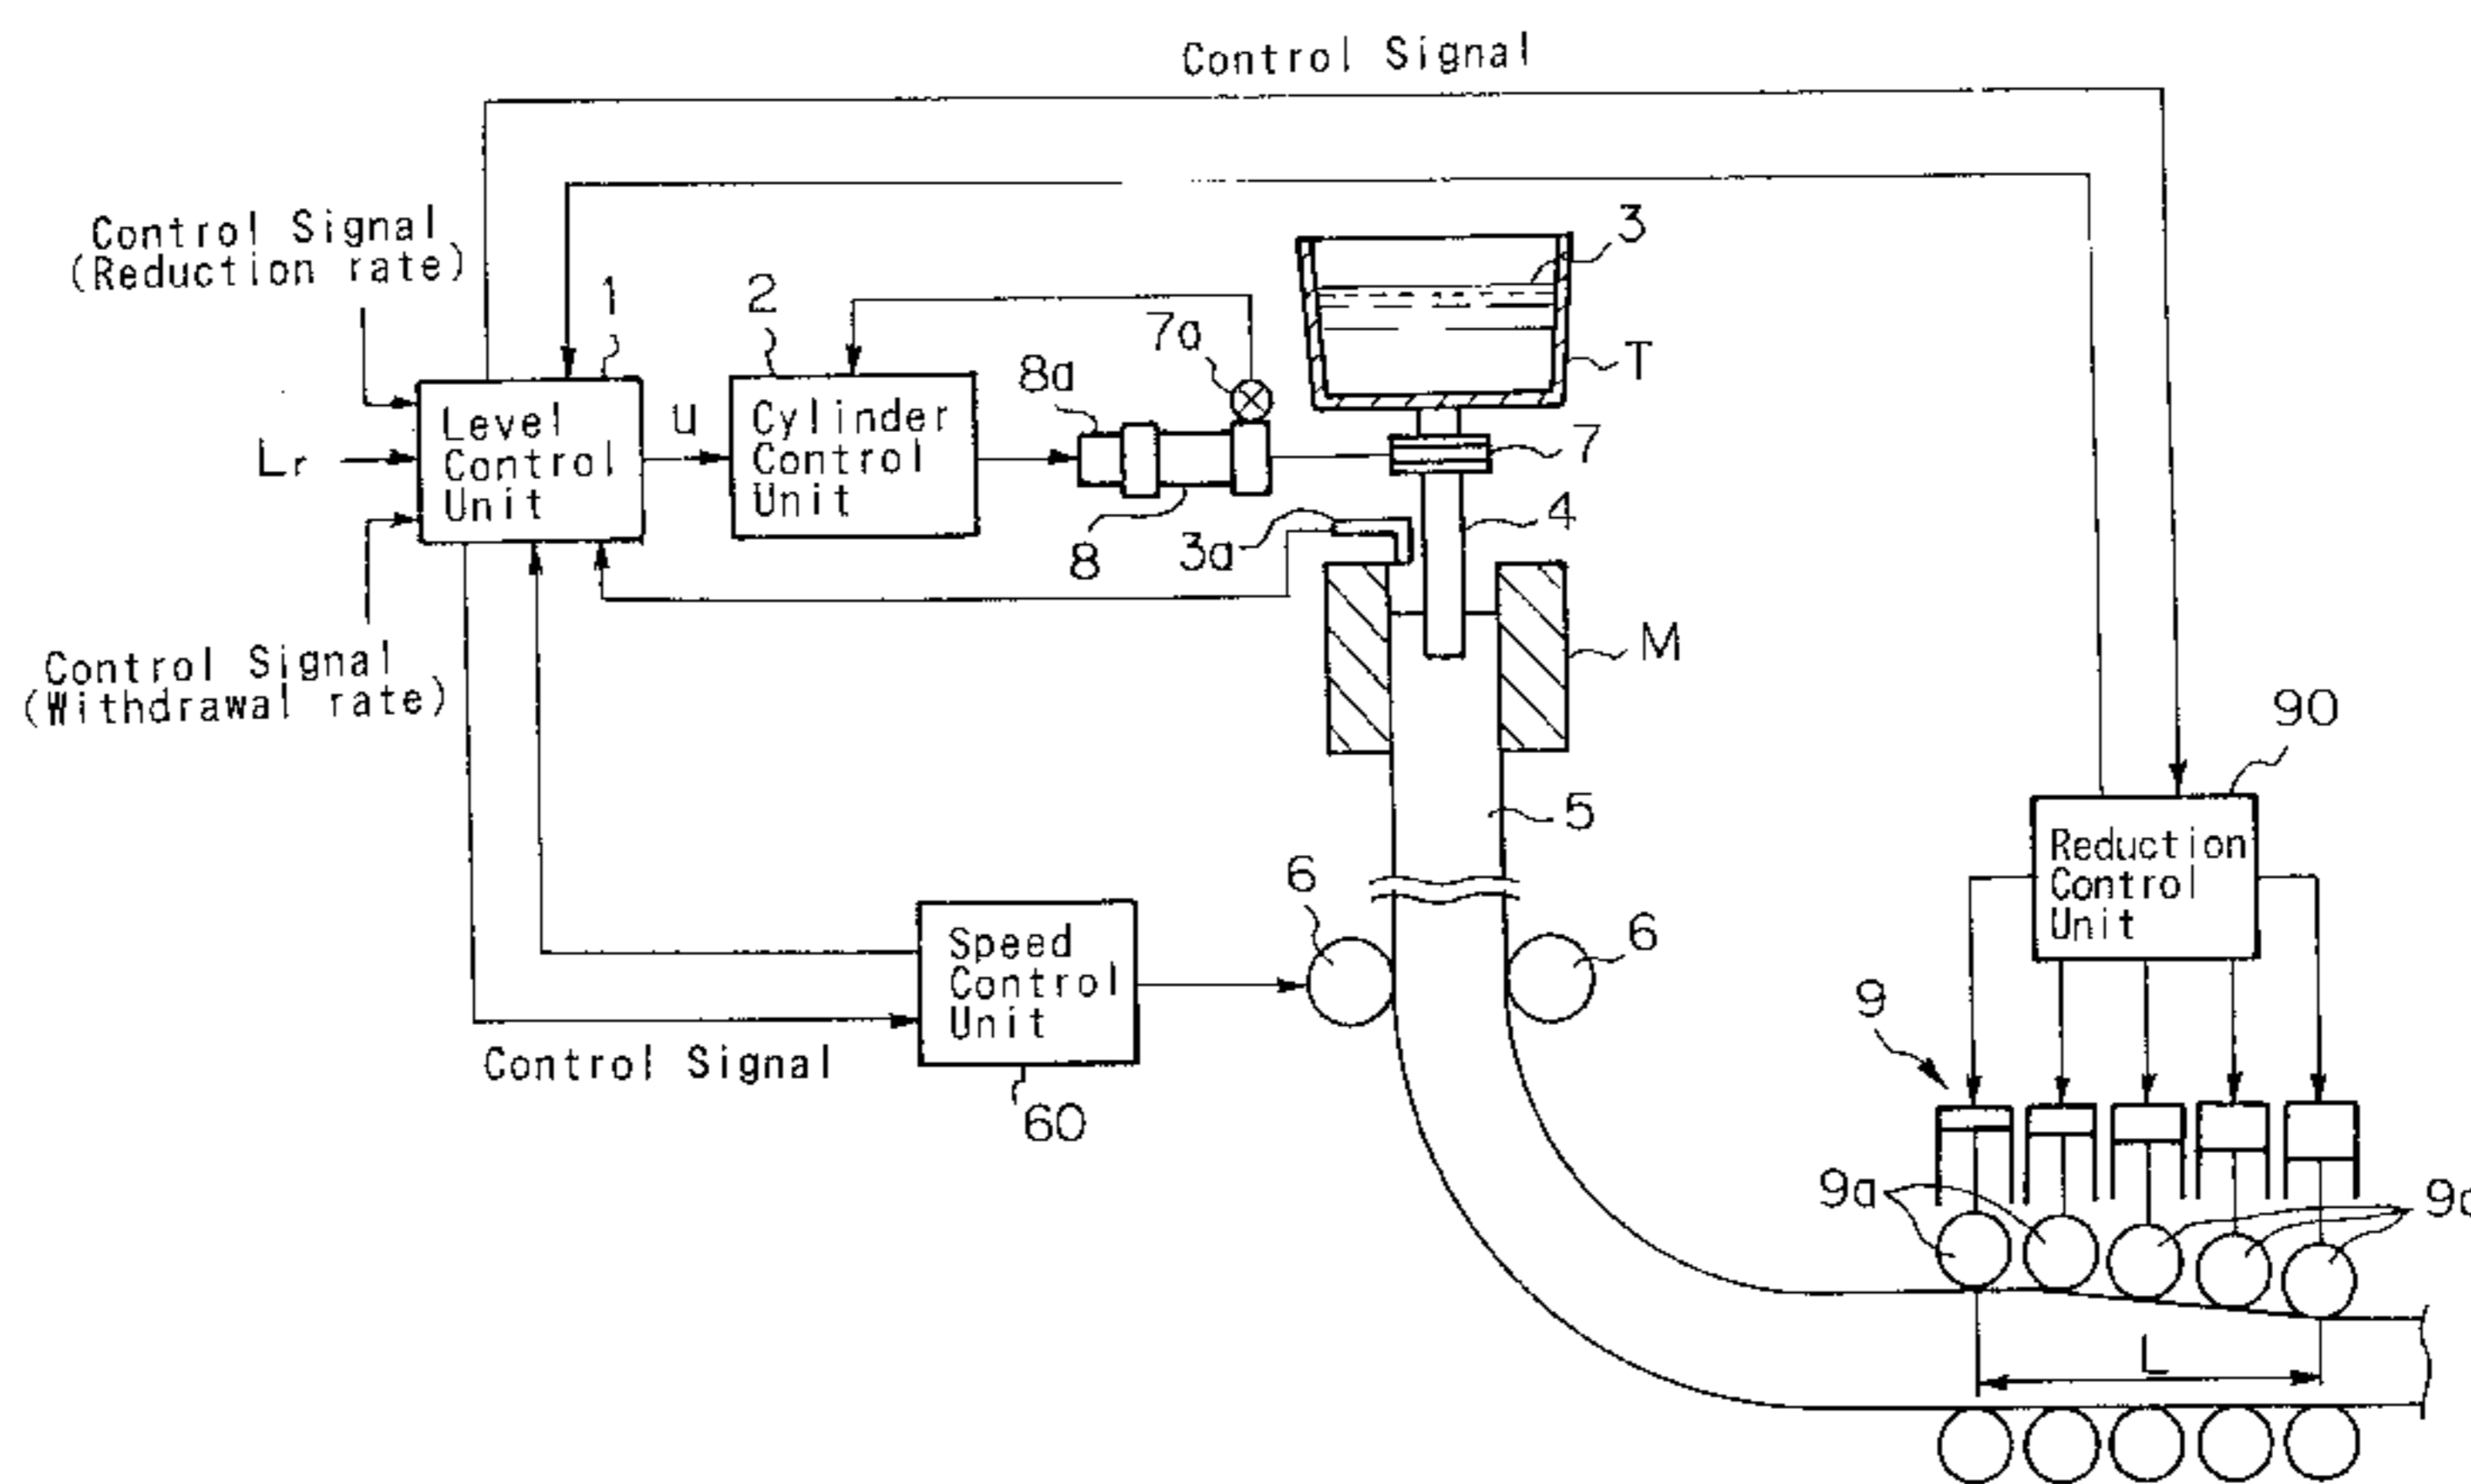 Control Signal
Control Signal
(Reduction rate)
1
2
3
7a
T
8a
Level
Control
Unit
u
Cylinder
Control
Unit
Lr
7
4
3a
8
M
Control Signal
(Withdrawal rate)
90
5
Reduction
Control
Unit
6
6
Speed
Control
Unit
9
Control Signal
60
9a
9a
L